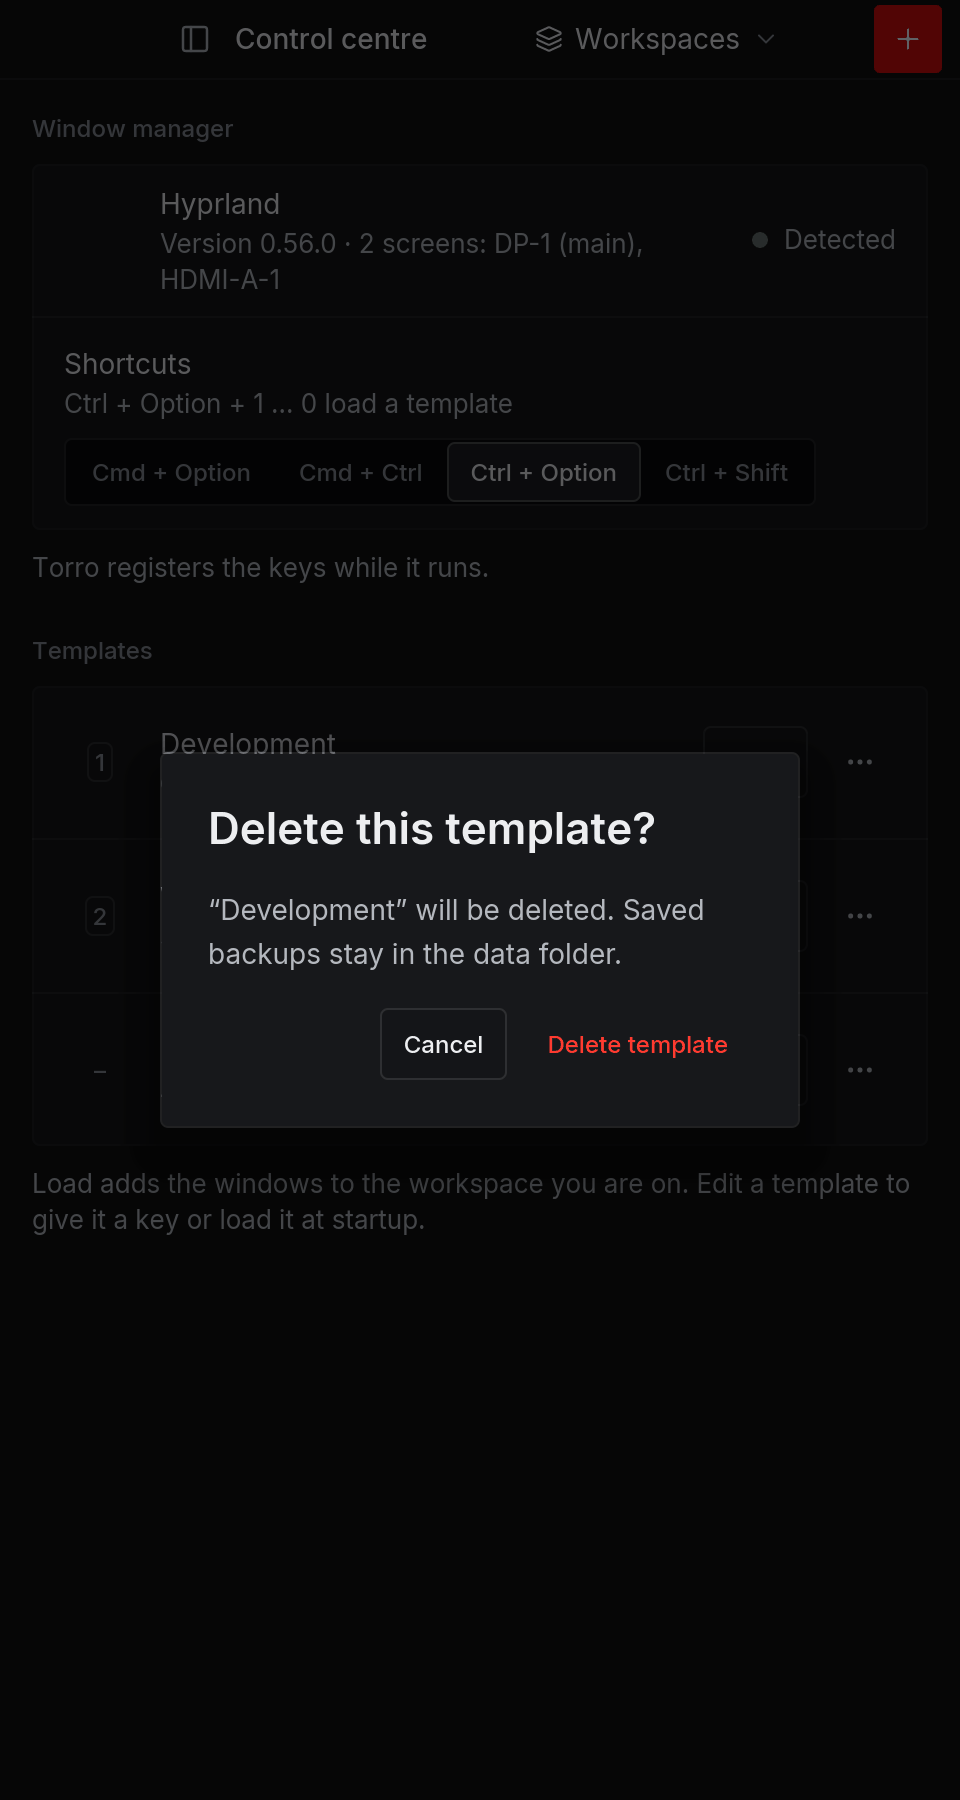 Control centre
Workspaces
Window manager
Hyprland
Version 0.56.0 · 2 screens: DP-1 (main),
HDMI-A-1
Detected
Shortcuts
Ctrl + Option + 1 … 0 load a template
Cmd + Option
Cmd + Ctrl
Ctrl + Option
Ctrl + Shift
Torro registers the keys while it runs.
Templates
1
Development
Delete this template?
“Development” will be deleted. Saved
2
backups stay in the data folder.
Cancel
Delete template
–
Load adds the windows to the workspace you are on. Edit a template to
give it a key or load it at startup.